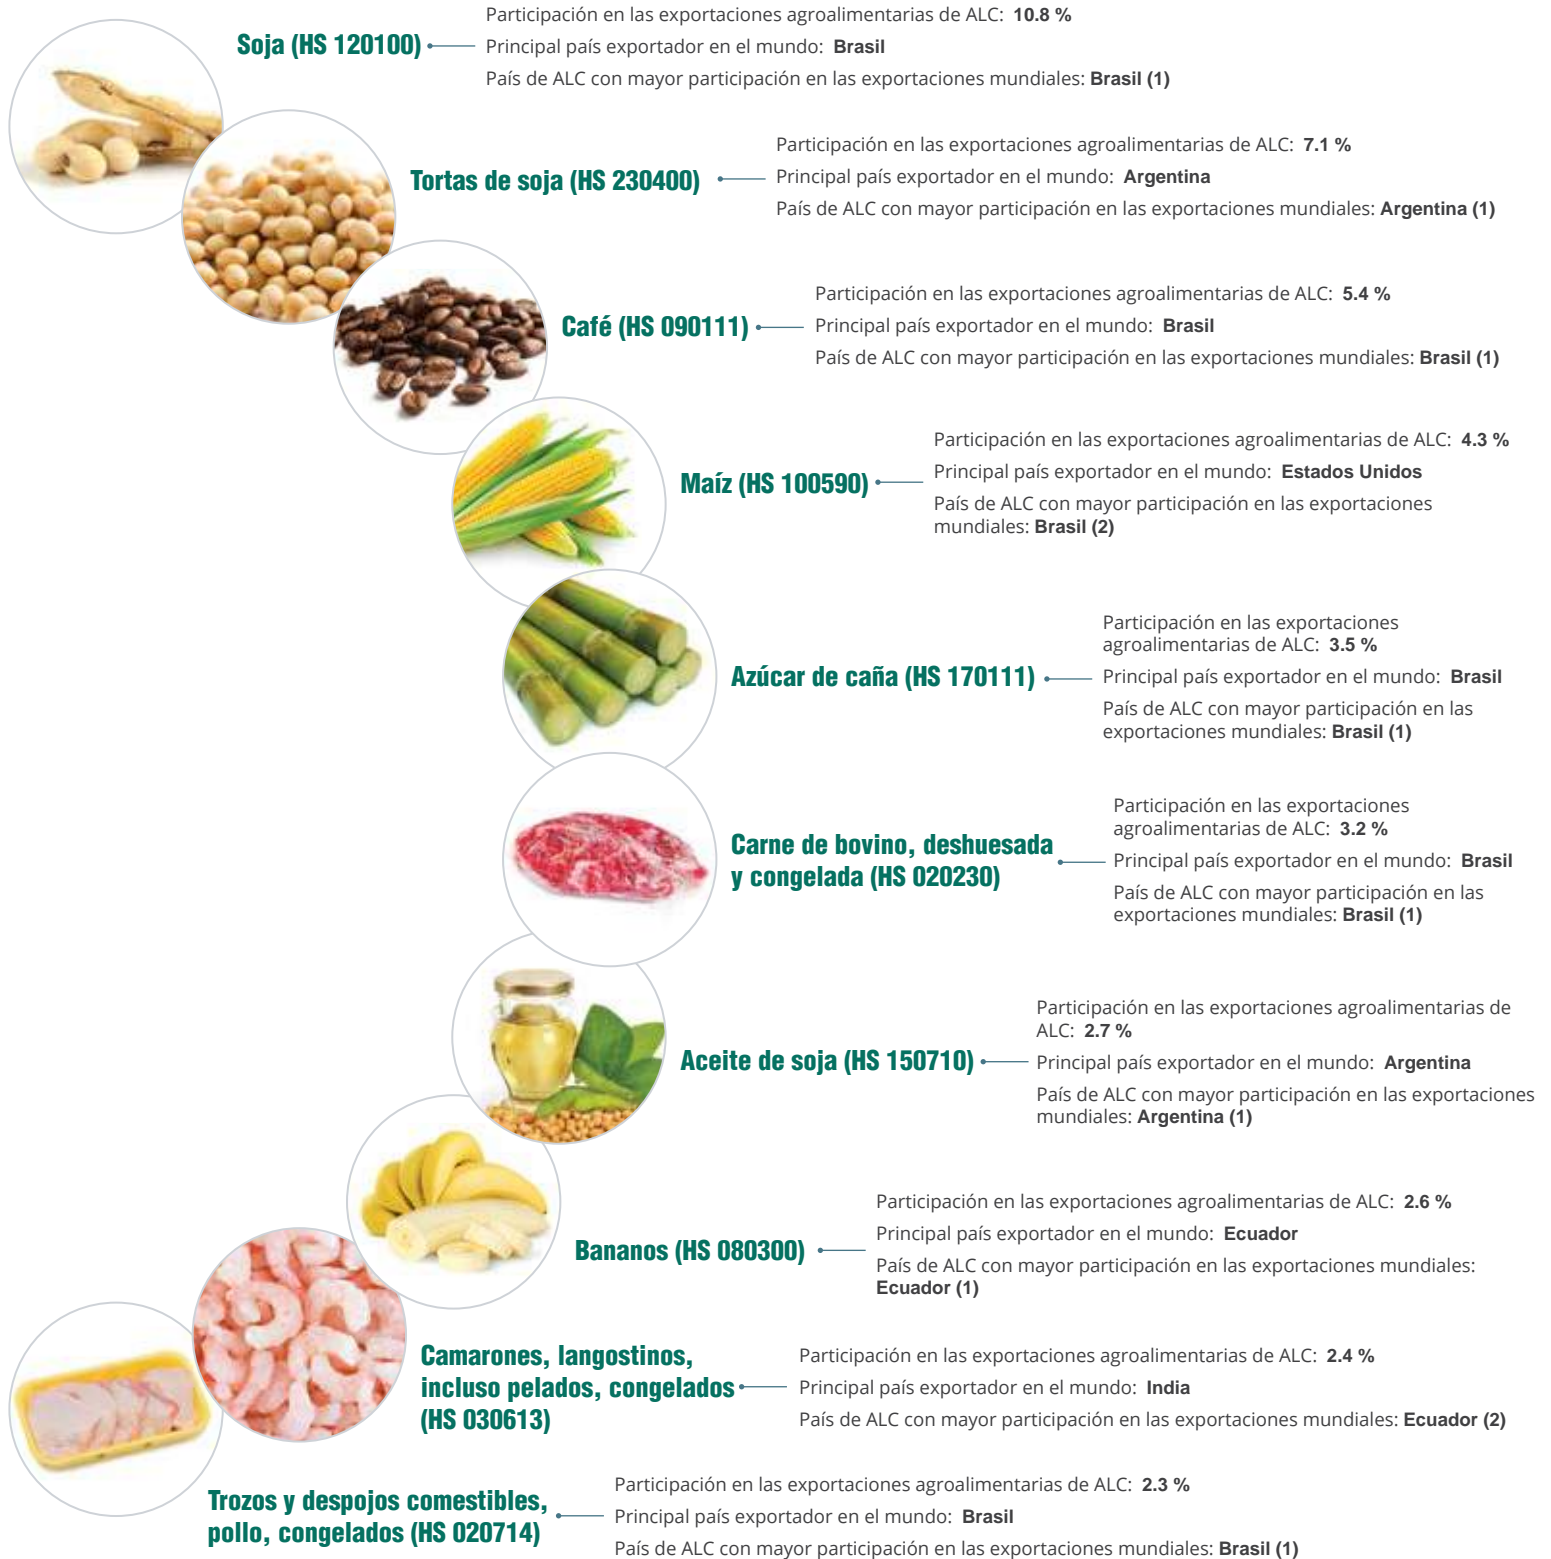 Soja (HS 120100)
Participación en las exportaciones agroalimentarias de ALC: 10.8 %
Principal país exportador en el mundo: Brasil
País de ALC con mayor participación en las exportaciones mundiales: Brasil (1)
Tortas de soja (HS 230400)
Participación en las exportaciones agroalimentarias de ALC: 7.1 %
Principal país exportador en el mundo: Argentina
País de ALC con mayor participación en las exportaciones mundiales: Argentina (1)
Café (HS 090111)
Participación en las exportaciones agroalimentarias de ALC: 5.4 %
Principal país exportador en el mundo: Brasil
País de ALC con mayor participación en las exportaciones mundiales: Brasil (1)
Maíz (HS 100590)
Participación en las exportaciones agroalimentarias de ALC: 4.3 %
Principal país exportador en el mundo: Estados Unidos
País de ALC con mayor participación en las exportaciones
mundiales: Brasil (2)
Azúcar de caña (HS 170111)
Participación en las exportaciones
agroalimentarias de ALC: 3.5 %
Principal país exportador en el mundo: Brasil
País de ALC con mayor participación en las
exportaciones mundiales: Brasil (1)
Carne de bovino, deshuesada
y congelada (HS 020230)
Participación en las exportaciones
agroalimentarias de ALC: 3.2 %
Principal país exportador en el mundo: Brasil
País de ALC con mayor participación en las
exportaciones mundiales: Brasil (1)
Aceite de soja (HS 150710)
Participación en las exportaciones agroalimentarias de
ALC: 2.7 %
Principal país exportador en el mundo: Argentina
País de ALC con mayor participación en las exportaciones
mundiales: Argentina (1)
Bananos (HS 080300)
Participación en las exportaciones agroalimentarias de ALC: 2.6 %
Principal país exportador en el mundo: Ecuador
País de ALC con mayor participación en las exportaciones mundiales:
Ecuador (1)
Camarones, langostinos,
incluso pelados, congelados
(HS 030613)
Participación en las exportaciones agroalimentarias de ALC: 2.4 %
Principal país exportador en el mundo: India
País de ALC con mayor participación en las exportaciones mundiales: Ecuador (2)
Trozos y despojos comestibles,
pollo, congelados (HS 020714)
Participación en las exportaciones agroalimentarias de ALC: 2.3 %
Principal país exportador en el mundo: Brasil
País de ALC con mayor participación en las exportaciones mundiales: Brasil (1)